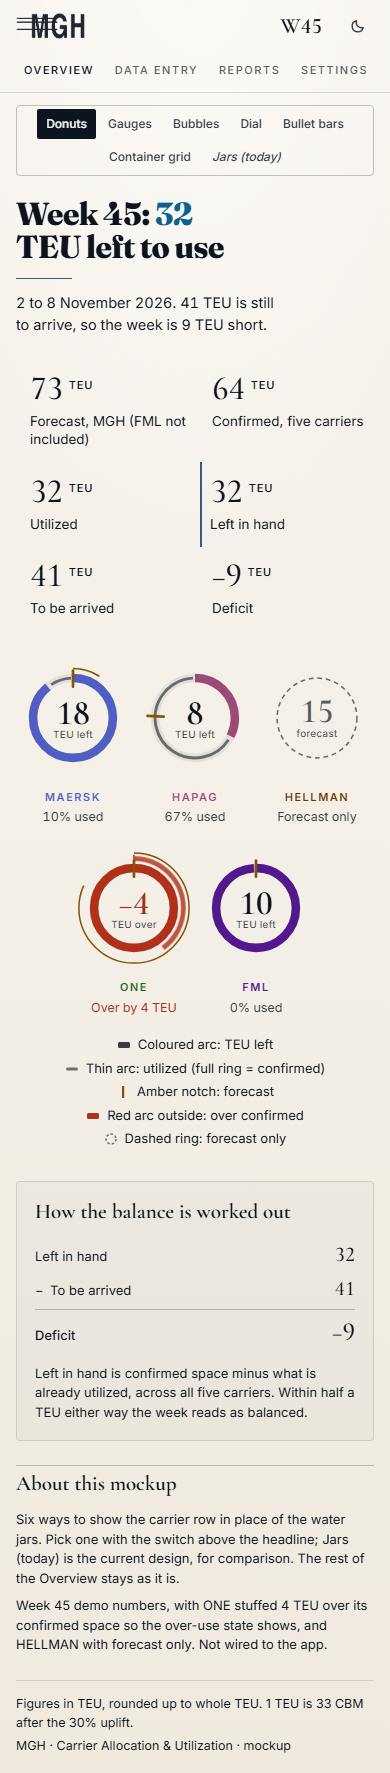 MGH
W45
OVERVIEW DATA ENTRY REPORTS SETTINGS
Donuts Gauges Bubbles Dial Bullet bars
Container grid Jars (today)
Week 45: 32
TEU left to use
2 to 8 November 2026. 41 TEU is still
to arrive, so the week is 9 TEU short.
73 TEU
Forecast, MGH (FML not
included)
64 TEU
Confirmed, five carriers
32 TEU
Utilized
32 TEU
Left in hand
41 TEU
To be arrived
–9 TEU
Deficit
18
TEU left
MAERSK
10% used
8
TEU left
HAPAG
67% used
15
forecast
HELLMAN
Forecast only
–4
TEU over
ONE
Over by 4 TEU
10
TEU left
FML
0% used
Coloured arc: TEU left
Thin arc: utilized (full ring = confirmed)
Amber notch: forecast
Red arc outside: over confirmed
Dashed ring: forecast only
How the balance is worked out
Left in hand 32
− To be arrived 41
Deficit –9
Left in hand is confirmed space minus what is
already utilized, across all five carriers. Within half a
TEU either way the week reads as balanced.
About this mockup
Six ways to show the carrier row in place of the water
jars. Pick one with the switch above the headline; Jars
(today) is the current design, for comparison. The rest of
the Overview stays as it is.
Week 45 demo numbers, with ONE stuffed 4 TEU over its
confirmed space so the over-use state shows, and
HELLMAN with forecast only. Not wired to the app.
Figures in TEU, rounded up to whole TEU. 1 TEU is 33 CBM
after the 30% uplift.
MGH · Carrier Allocation & Utilization · mockup